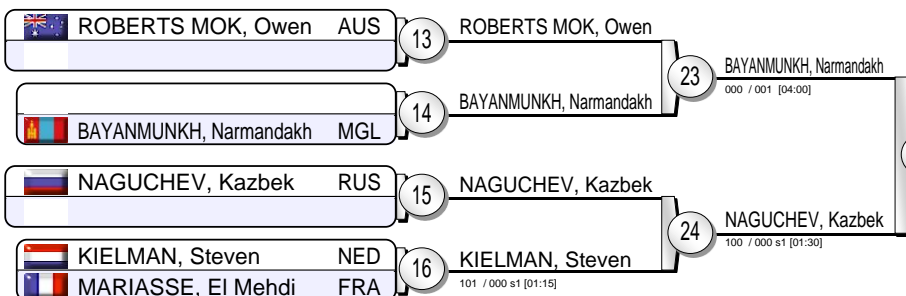 ROBERTS MOK, Owen AUS
13
ROBERTS MOK, Owen
23
BAYANMUNKH, Narmandakh
000 / 001 [04:00]
14
BAYANMUNKH, Narmandakh
BAYANMUNKH, Narmandakh MGL
NAGUCHEV, Kazbek RUS
15
NAGUCHEV, Kazbek
24
NAGUCHEV, Kazbek
100 / 000 s1 [01:30]
KIELMAN, Steven NED
16
KIELMAN, Steven
101 / 000 s1 [01:15]
MARIASSE, El Mehdi FRA